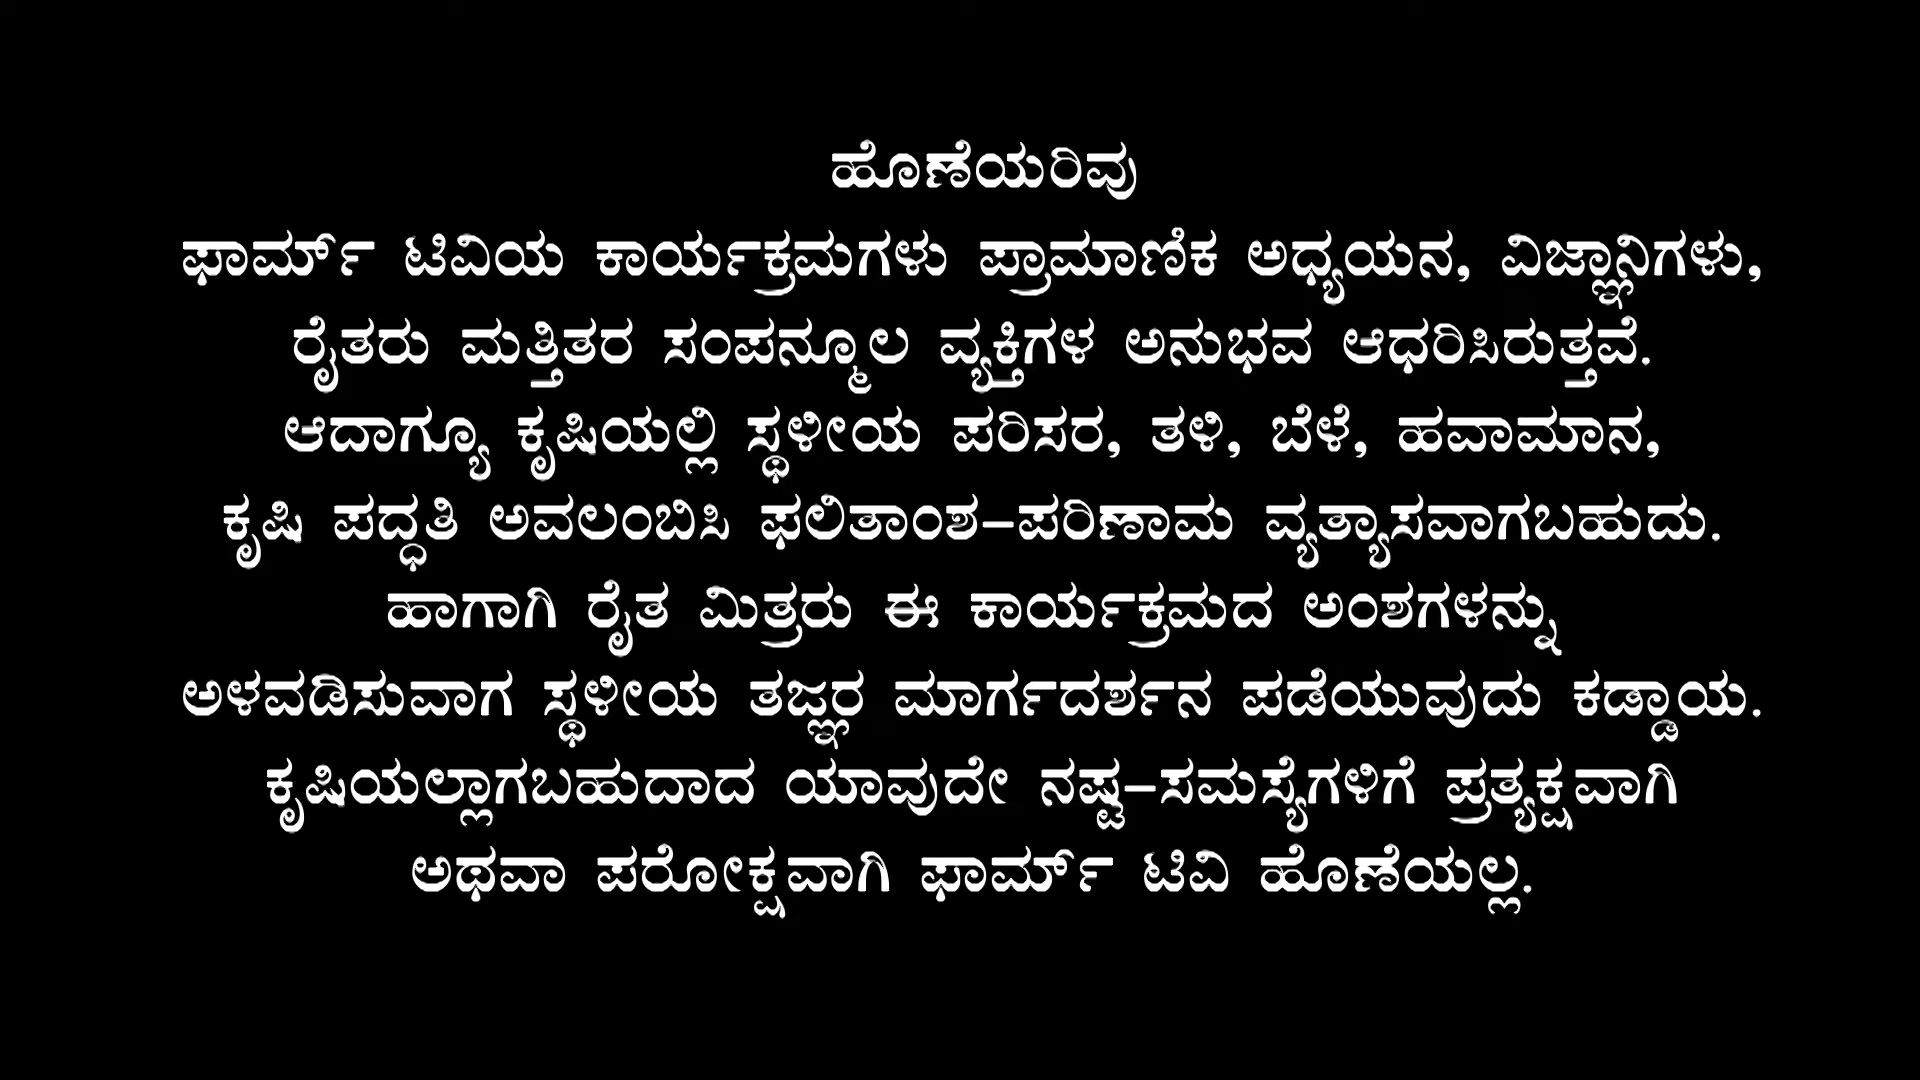 ಹೊಣೆಯರಿವು
ಫಾರ್ಮ್ ಟಿವಿಯ ಕಾರ್ಯಕ್ರಮಗಳು ಪ್ರಾಮಾಣಿಕ ಅಧ್ಯಯನ, ವಿಜ್ಞಾನಿಗಳು,
ರೈತರು ಮತ್ತಿತರ ಸಂಪನ್ಮೂಲ ವ್ಯಕ್ತಿಗಳ ಅನುಭವ ಆಧರಿಸಿರುತ್ತವೆ.
ಆದಾಗ್ಯೂ ಕೃಷಿಯಲ್ಲಿ ಸ್ಥಳೀಯ ಪರಿಸರ, ತಳಿ, ಬೆಳೆ, ಹವಾಮಾನ,
ಕೃಷಿ ಪದ್ಧತಿ ಅವಲಂಬಿಸಿ ಫಲಿತಾಂಶ-ಪರಿಣಾಮ ವ್ಯತ್ಯಾಸವಾಗಬಹುದು.
ಹಾಗಾಗಿ ರೈತ ಮಿತ್ರರು ಈ ಕಾರ್ಯಕ್ರಮದ ಅಂಶಗಳನ್ನು
ಅಳವಡಿಸುವಾಗ ಸ್ಥಳೀಯ ತಜ್ಞರ ಮಾರ್ಗದರ್ಶನ ಪಡೆಯುವುದು ಕಡ್ಡಾಯ.
ಕೃಷಿಯಲ್ಲಾಗಬಹುದಾದ ಯಾವುದೇ ನಷ್ಟ-ಸಮಸ್ಯೆಗಳಿಗೆ ಪ್ರತ್ಯಕ್ಷವಾಗಿ
ಅಥವಾ ಪರೋಕ್ಷವಾಗಿ ಫಾರ್ಮ್ ಟಿವಿ ಹೊಣೆಯಲ್ಲ.